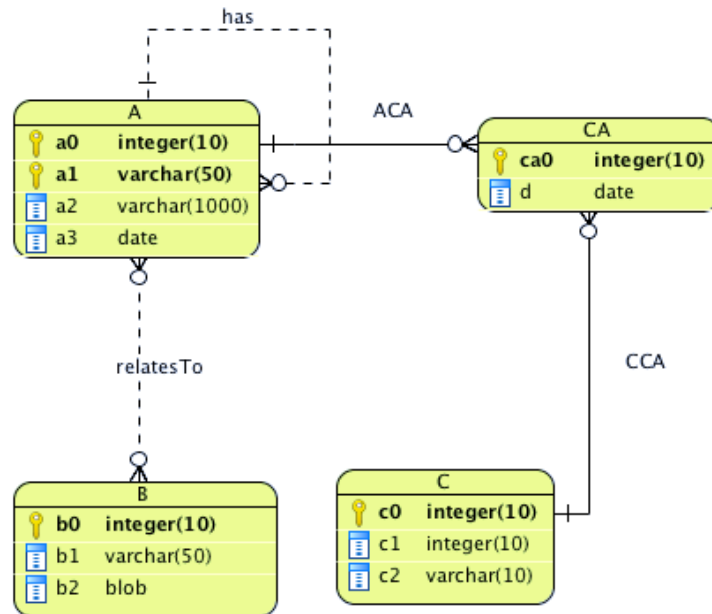 has
A
a0 integer(10)
a1 varchar(50)
a2 varchar(1000)
a3 date
ACA
CA
ca0 integer(10)
d date
relatesTo
CCA
B
b0 integer(10)
b1 varchar(50)
b2 blob
C
c0 integer(10)
c1 integer(10)
c2 varchar(10)